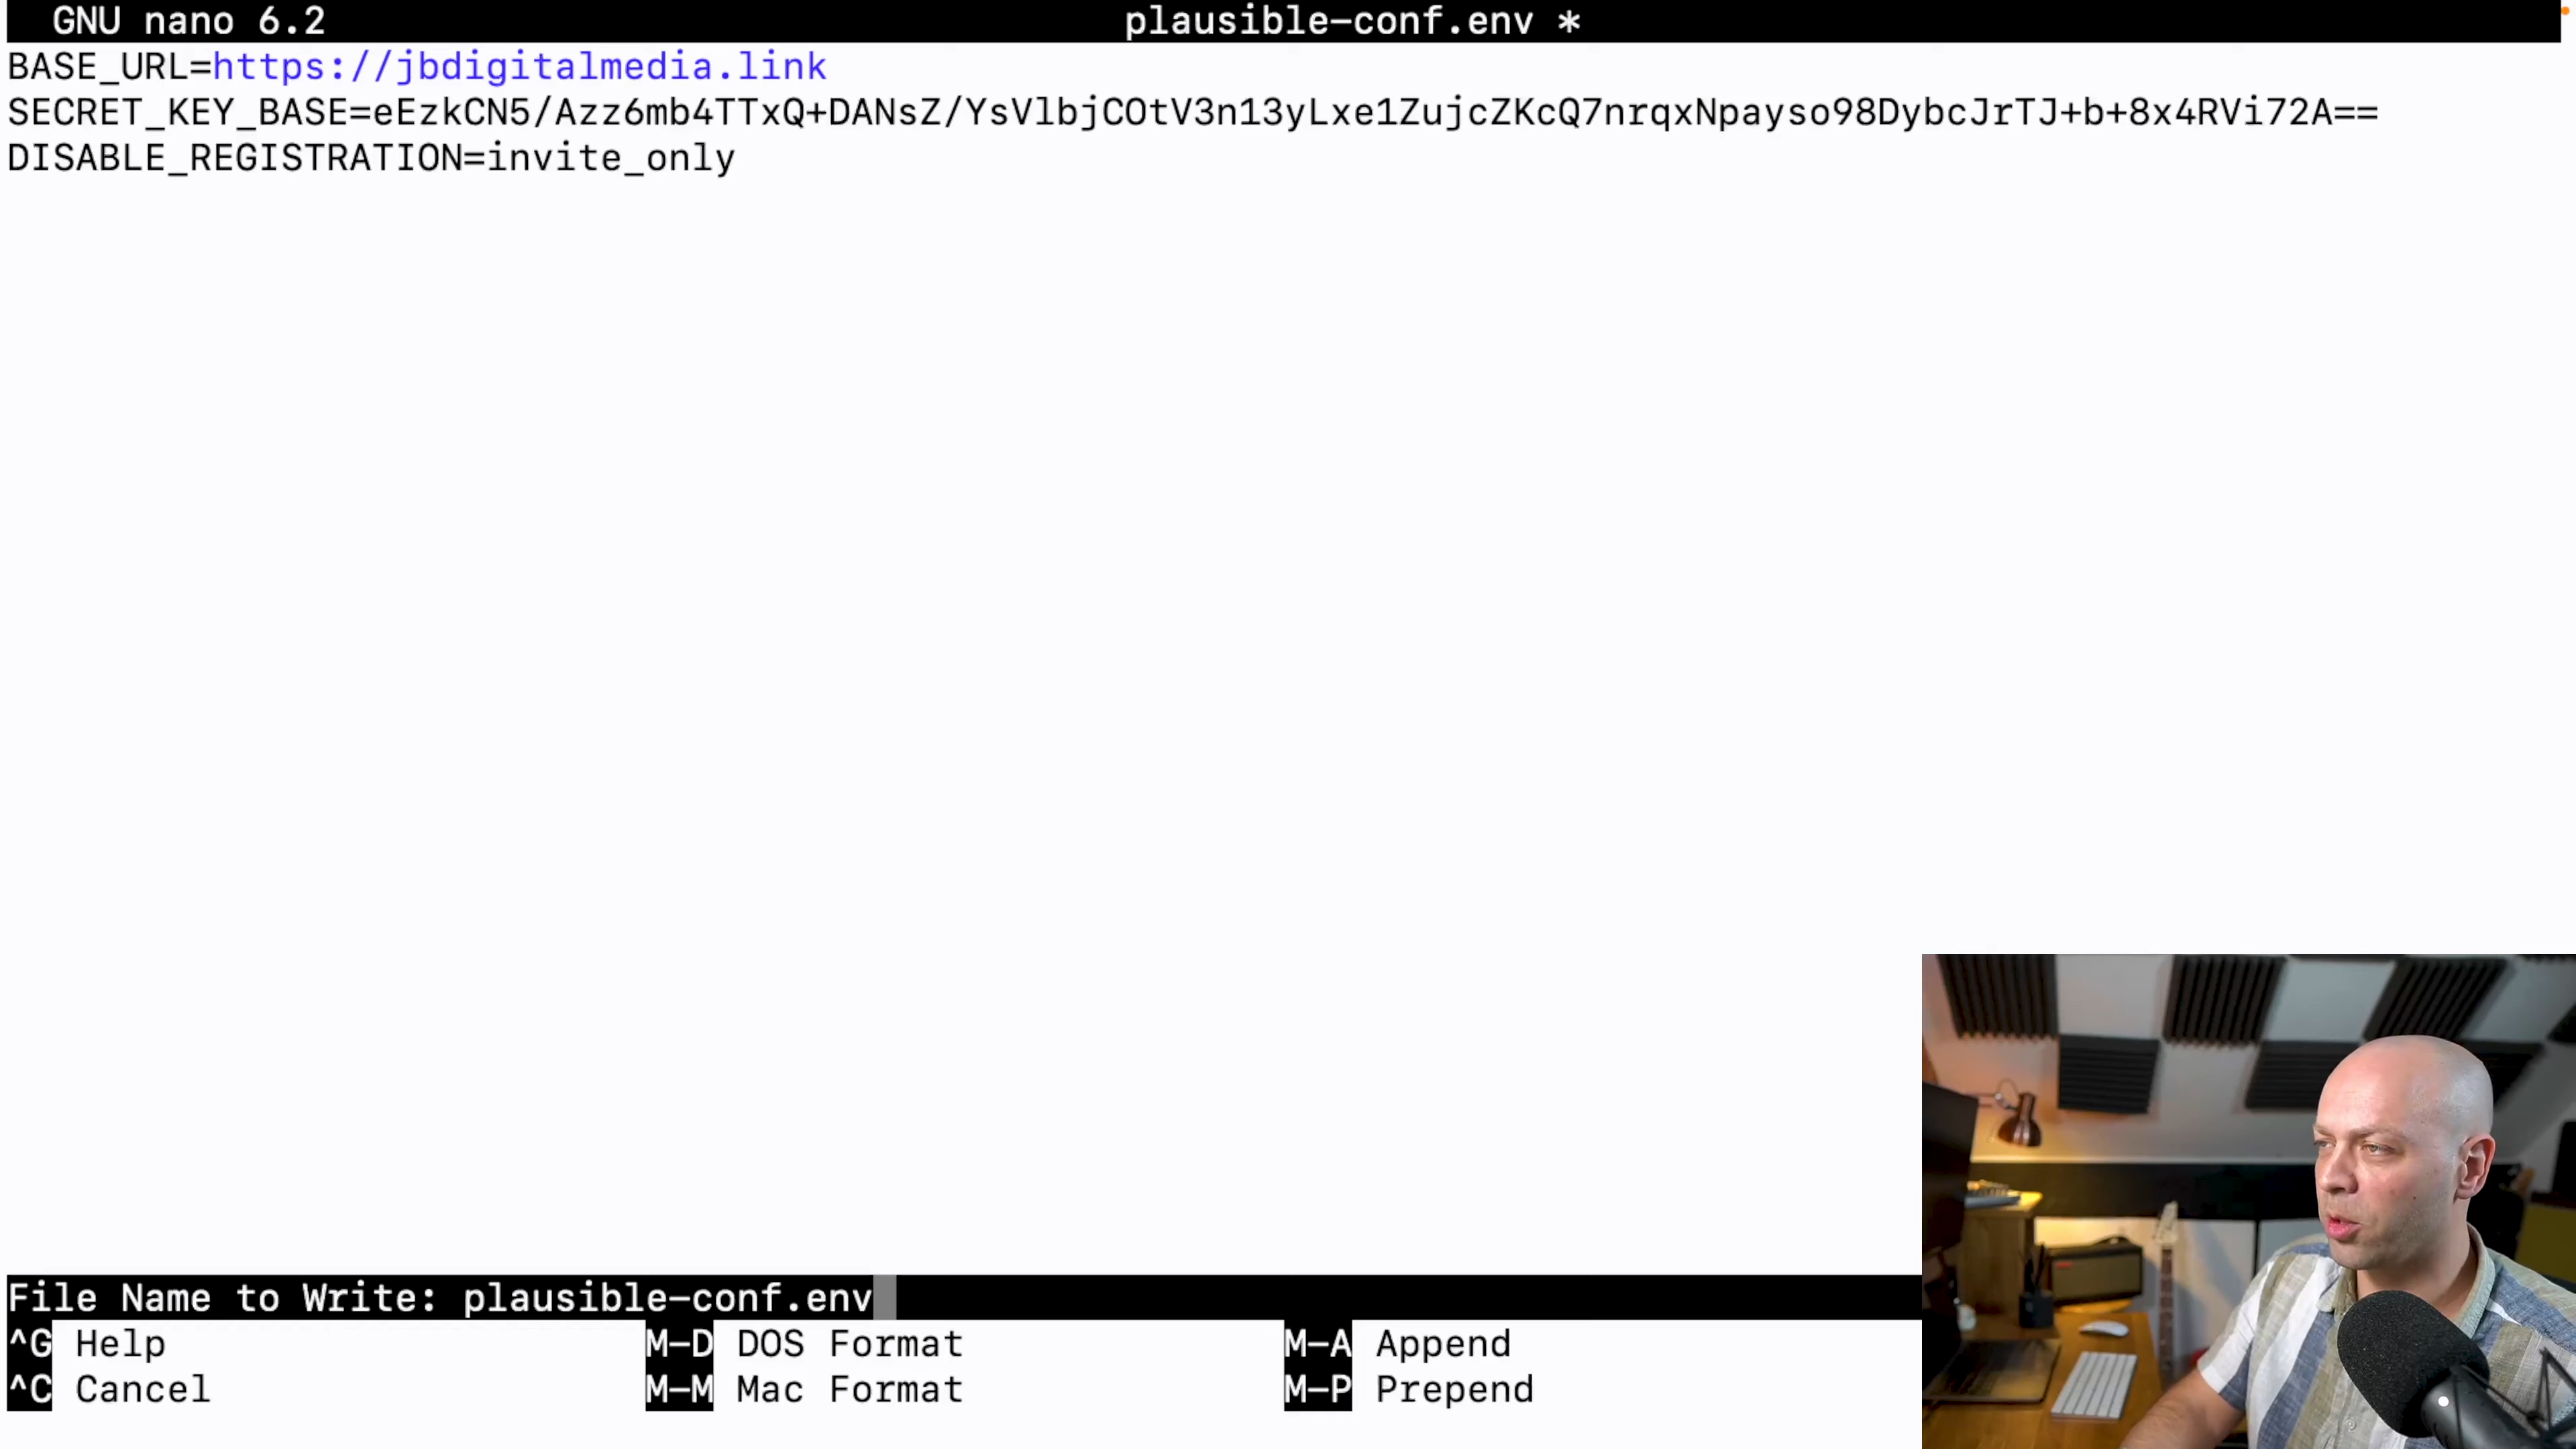 GNU nano 6.2 plausible-conf.env *
BASE_URL=https://jbdigitalmedia.link
SECRET_KEY_BASE=eEzkCN5/Azz6mb4TTxQ+DANsZ/YsVlbjCOtV3n13yLxe1ZujcZKcQ7nrqxNpayso98DybcJrTJ+b+8x4RVi72A==
DISABLE_REGISTRATION=invite_only
File Name to Write: plausible-conf.env
^G Help M-D DOS Format M-A Append
^C Cancel M-M Mac Format M-P Prepend